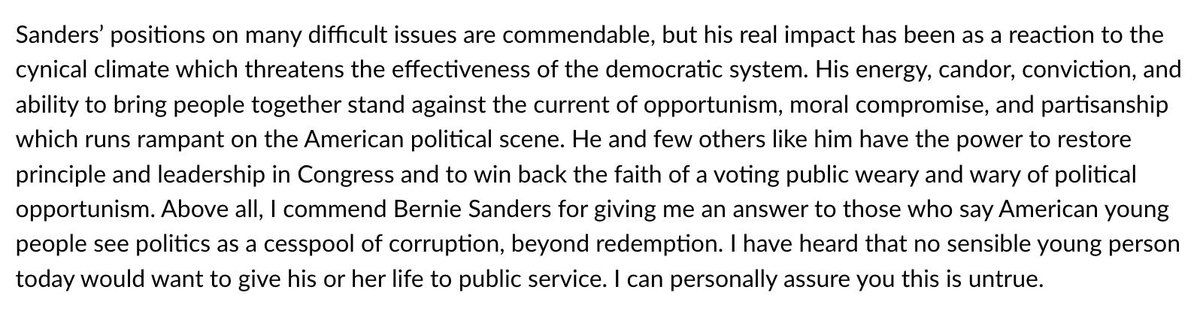 Sanders’ positions on many difficult issues are commendable, but his real impact has been as a reaction to the
cynical climate which threatens the effectiveness of the democratic system. His energy, candor, conviction, and
ability to bring people together stand against the current of opportunism, moral compromise, and partisanship
which runs rampant on the American political scene. He and few others like him have the power to restore
principle and leadership in Congress and to win back the faith of a voting public weary and wary of political
opportunism. Above all, I commend Bernie Sanders for giving me an answer to those who say American young
people see politics as a cesspool of corruption, beyond redemption. I have heard that no sensible young person
today would want to give his or her life to public service. I can personally assure you this is untrue.